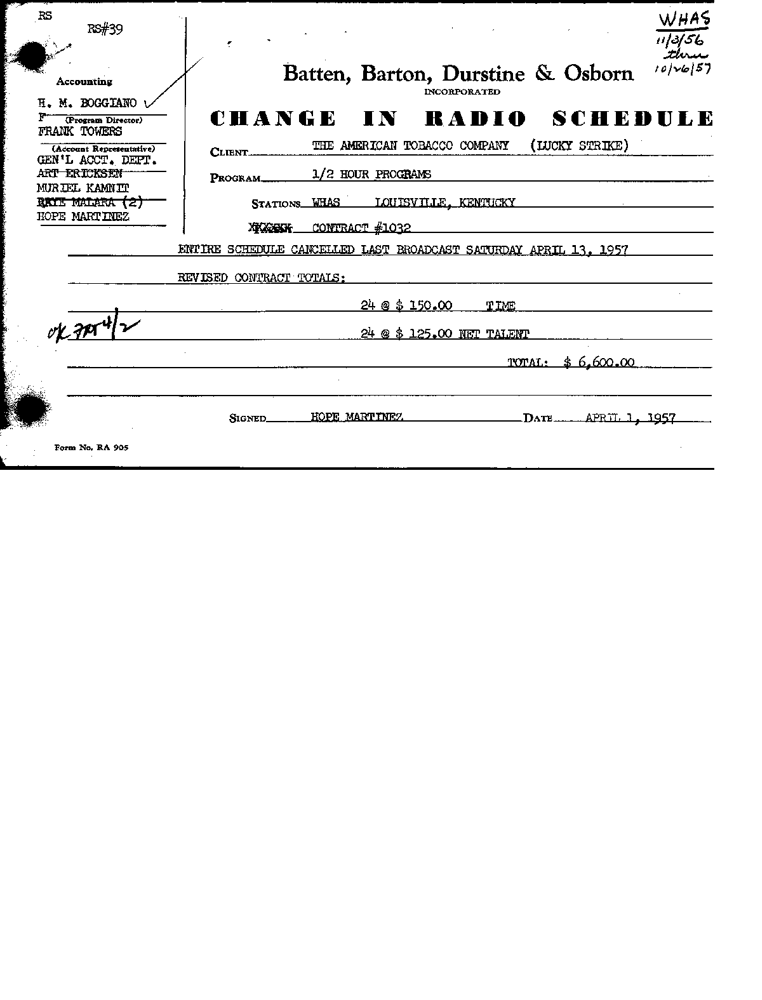 RS
RS#39
WHAS
11/3/56
thru
10/26/57
Accounting
H. M. BOGGIANO
F
(Program Director)
FRANK TOWERS
(Account Representative)
GEN'L ACCT. DEPT.
ART ERICKSEN
MURIEL KAMNIT
RAYE MALARA (2)
HOPE MARTINEZ
Batten, Barton, Durstine & Osborn
INCORPORATED
CHANGE IN RADIO SCHEDULE
CLIENT THE AMERICAN TOBACCO COMPANY (LUCKY STRIKE)
PROGRAM 1/2 HOUR PROGRAMS
STATIONS WHAS LOUISVILLE, KENTUCKY
CONTRACT #1032
ENTIRE SCHEDULE CANCELLED LAST BROADCAST SATURDAY APRIL 13, 1957
REVISED CONTRACT TOTALS:
24 @ $ 150.00 TIME
24 @ $ 125.00 NET TALENT
OK 4/2
TOTAL: $ 6,600.00
SIGNED HOPE MARTINEZ DATE APRIL 1, 1957
Form No. RA 905